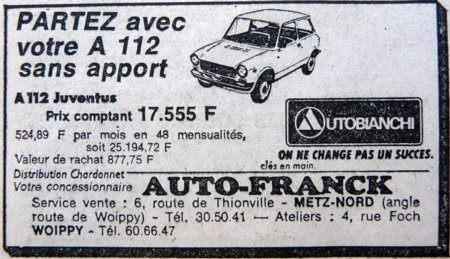 PARTEZ avec
votre A 112
sans apport
A112 Juventus
Prix comptant 17.555 F
524,89 F par mois en 48 mensualités,
soit 25.194,72 F
Valeur de rachat 877,75 F
AUTOBIANCHI
ON NE CHANGE PAS UN SUCCES.
clés en main.
Distribution Chardonnet
Votre concessionnaire AUTO-FRANCK
Service vente : 6, route de Thionville - METZ-NORD (angle
route de Woippy) - Tél. 30.50.41 — Ateliers : 4, rue Foch
WOIPPY - Tél. 60.66.47